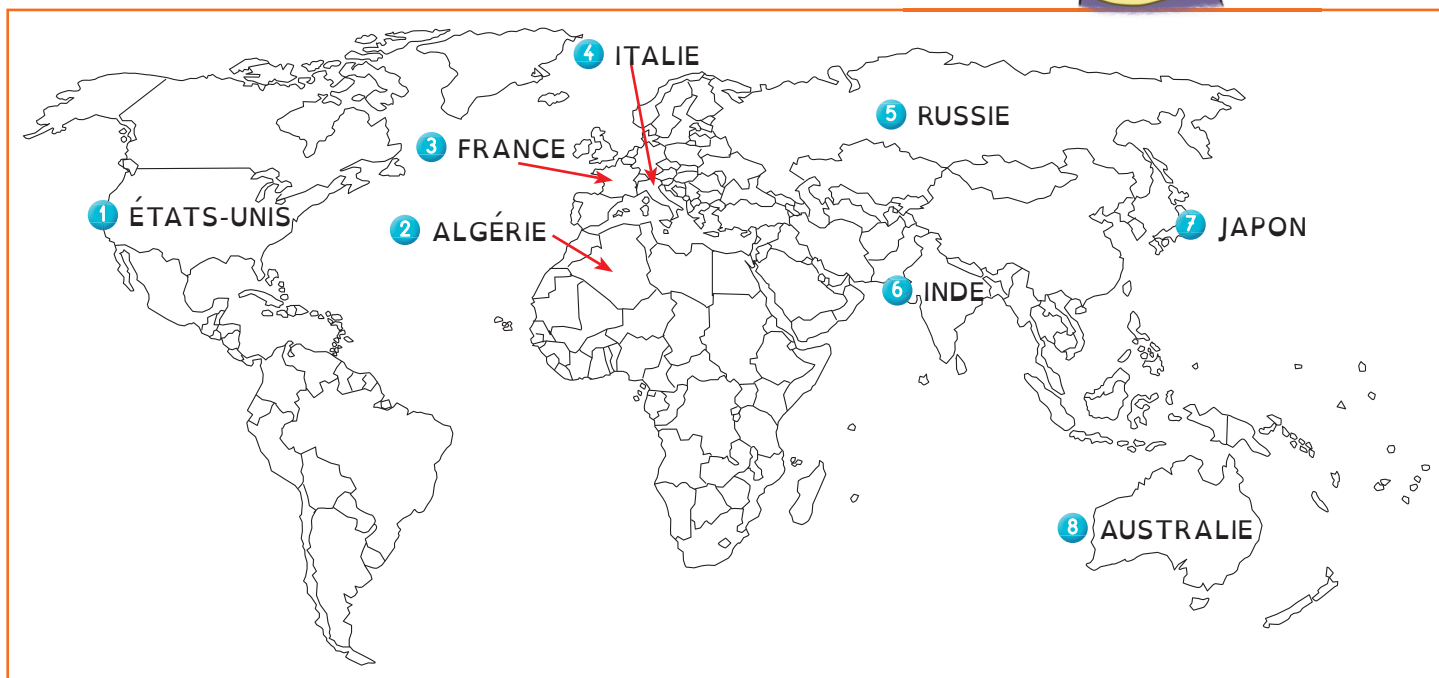 1 ÉTATS-UNIS
2 ALGÉRIE
3 FRANCE
4 ITALIE
5 RUSSIE
6 INDE
7 JAPON
8 AUSTRALIE